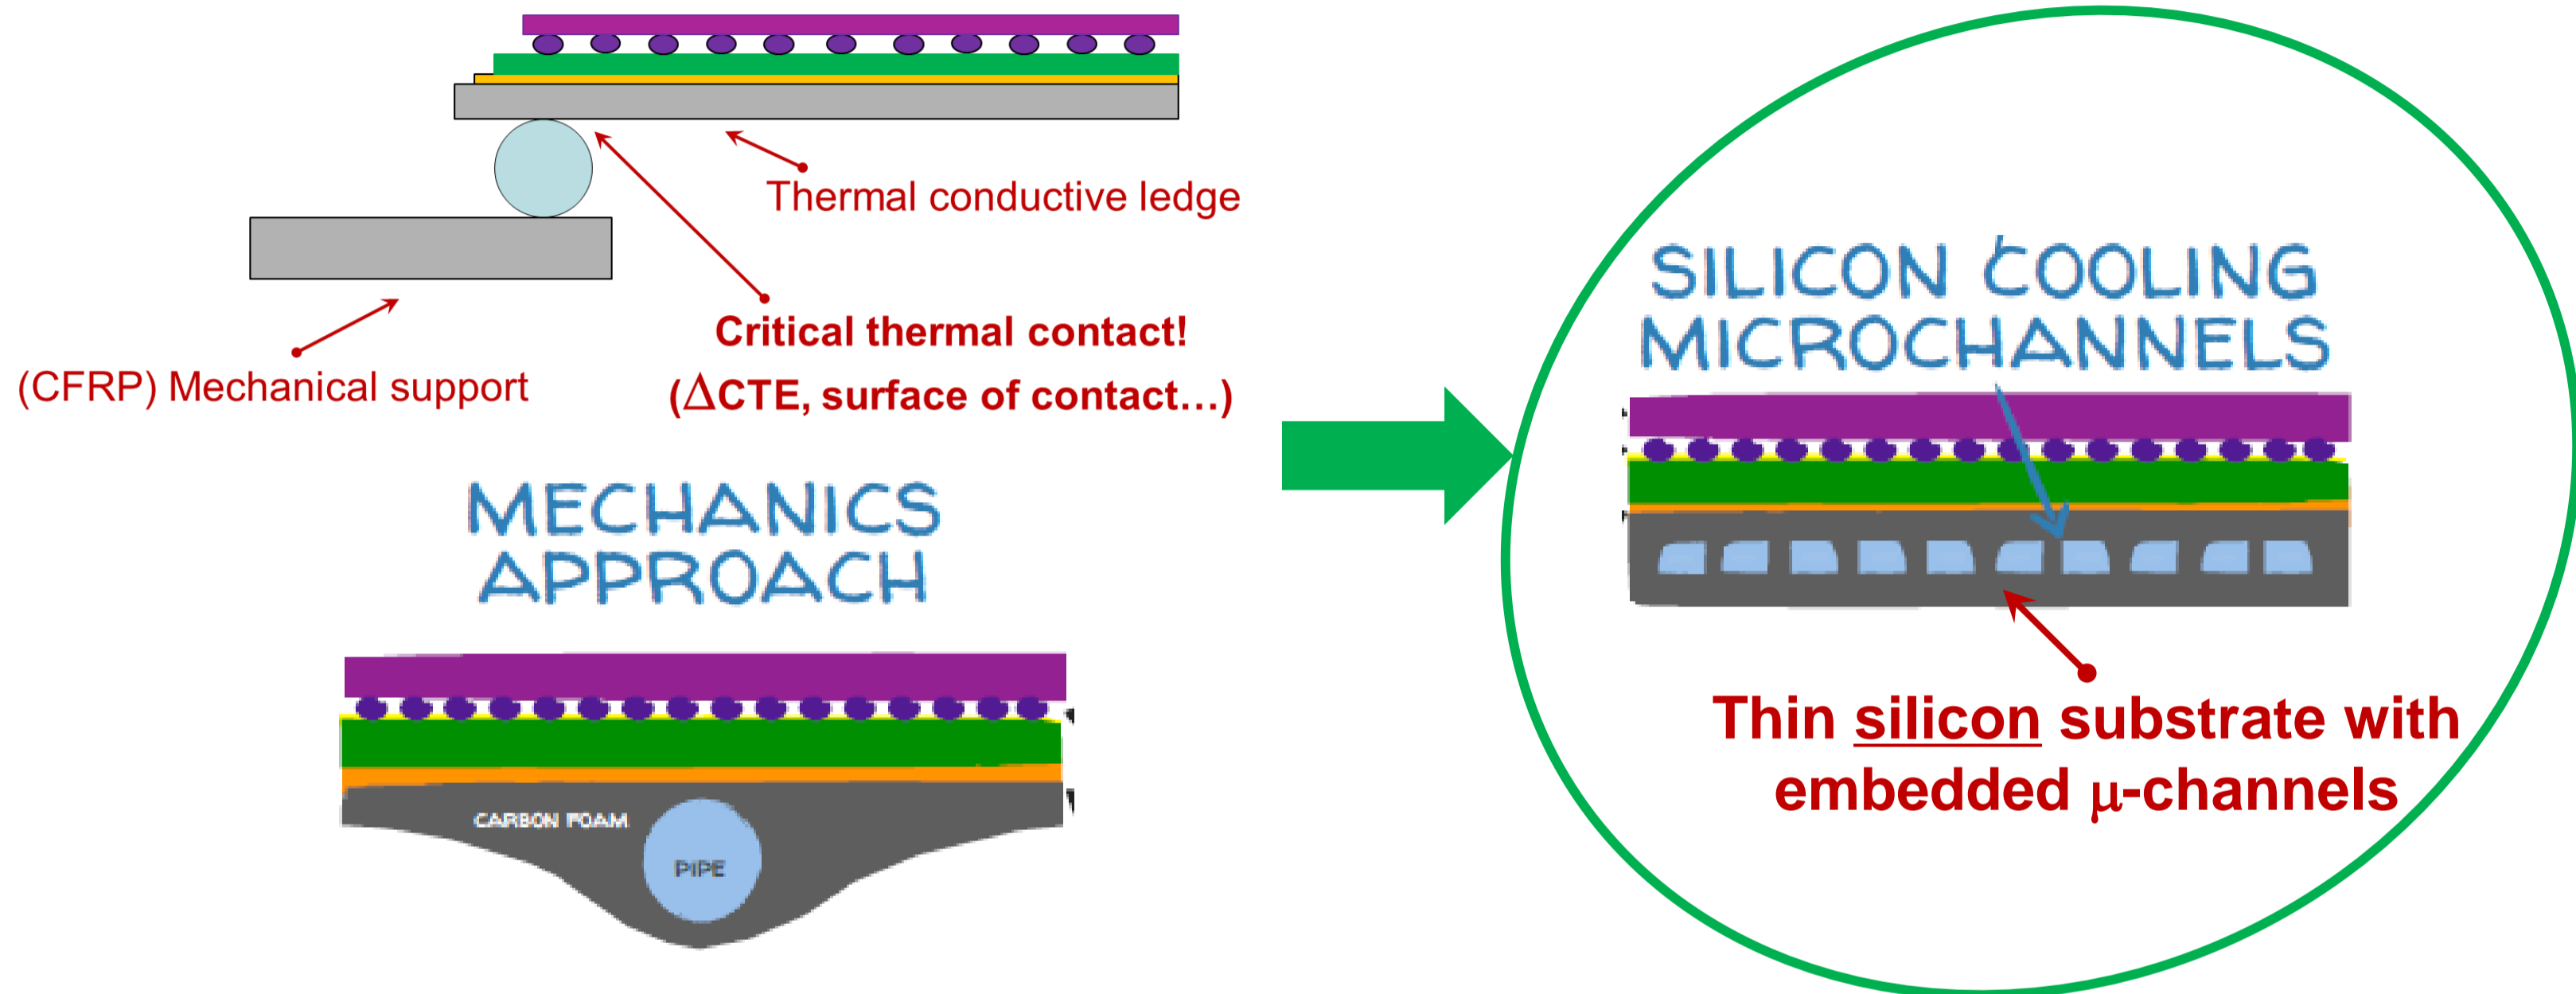 Thermal conductive ledge
Critical thermal contact!
(ΔCTE, surface of contact…)
(CFRP) Mechanical support
MECHANICS
APPROACH
CARBON FOAM
PIPE
SILICON COOLING
MICROCHANNELS
Thin silicon substrate with
embedded μ-channels